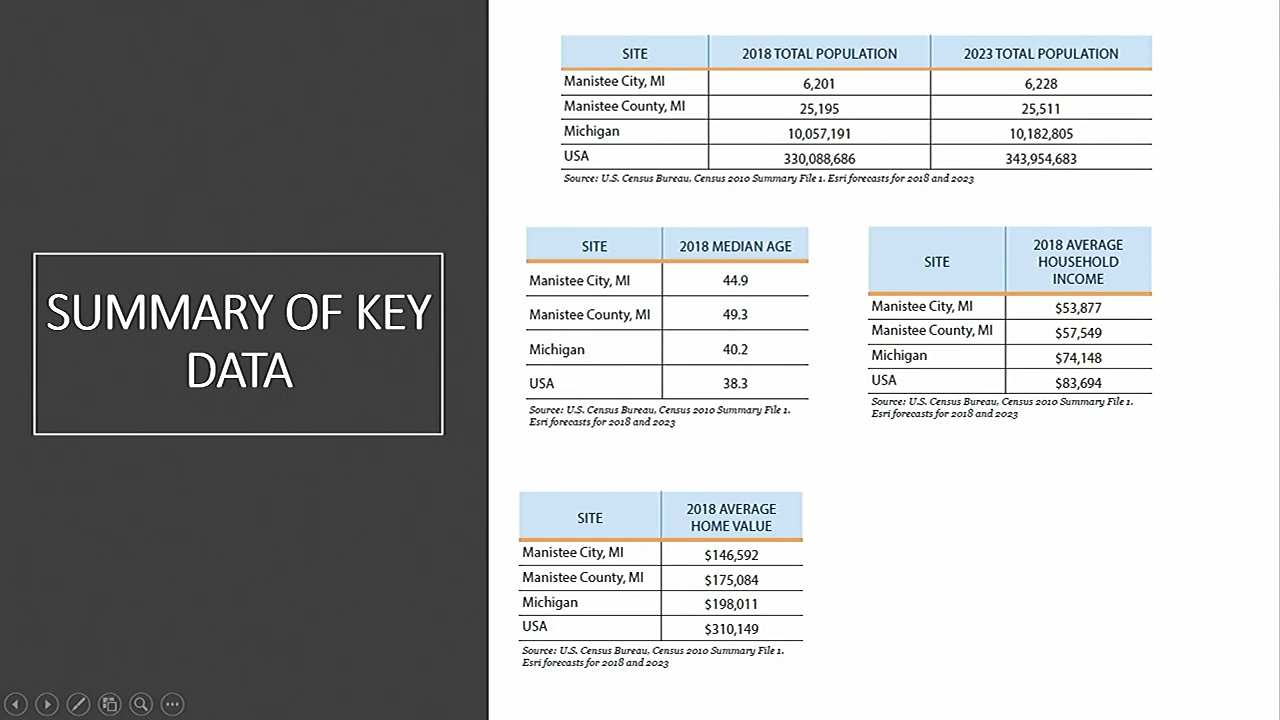 SUMMARY OF KEY
DATA
SITE 2018 TOTAL POPULATION 2023 TOTAL POPULATION
Manistee City, MI 6,201 6,228
Manistee County, MI 25,195 25,511
Michigan 10,057,191 10,182,805
USA 330,088,686 343,954,683
Source: U.S. Census Bureau, Census 2010 Summary File 1. Esri forecasts for 2018 and 2023
SITE 2018 MEDIAN AGE
Manistee City, MI 44.9
Manistee County, MI 49.3
Michigan 40.2
USA 38.3
Source: U.S. Census Bureau, Census 2010 Summary File 1.
Esri forecasts for 2018 and 2023
SITE 2018 AVERAGE
HOUSEHOLD
INCOME
Manistee City, MI $53,877
Manistee County, MI $57,549
Michigan $74,148
USA $83,694
Source: U.S. Census Bureau, Census 2010 Summary File 1.
Esri forecasts for 2018 and 2023
SITE 2018 AVERAGE
HOME VALUE
Manistee City, MI $146,592
Manistee County, MI $175,084
Michigan $198,011
USA $310,149
Source: U.S. Census Bureau, Census 2010 Summary File 1.
Esri forecasts for 2018 and 2023